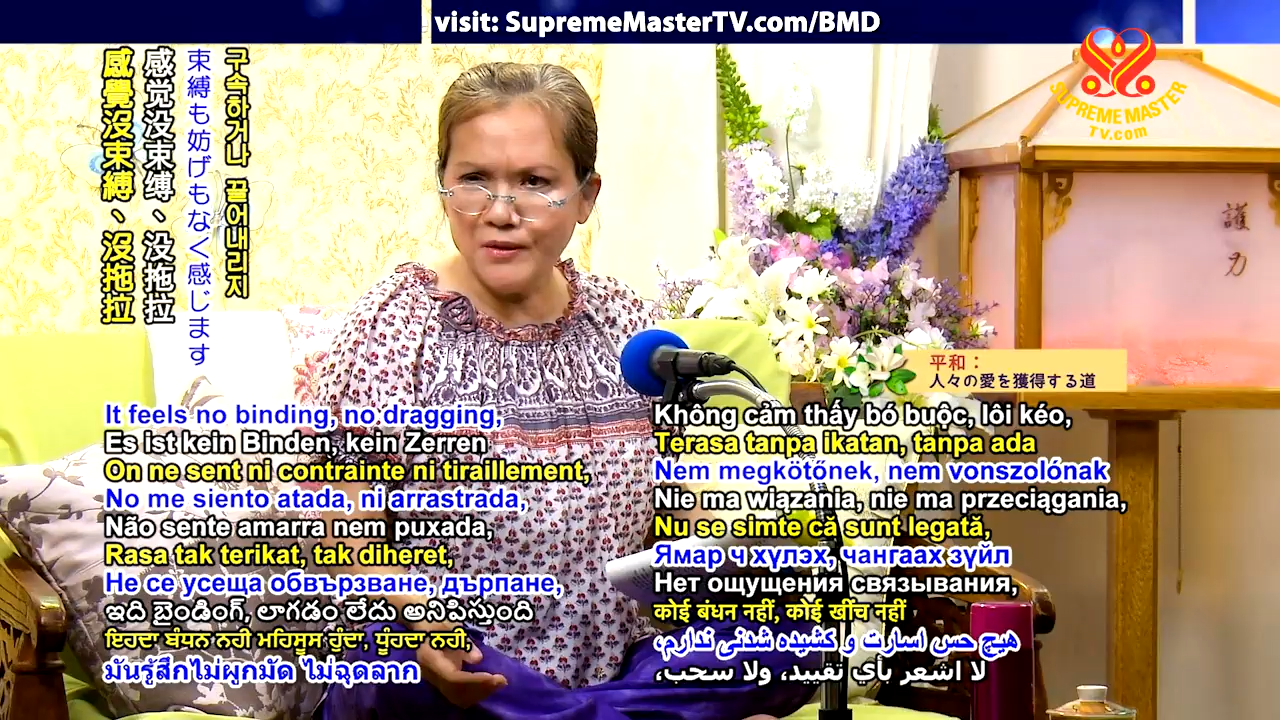 visit: SupremeMasterTV.com/BMD
SUPREME MASTER
TV.com
구속하거나 끌어내리지
束縛も妨げもなく感じます
感觉没束缚、没拖拉
感覺沒束縛、沒拖拉
護力
平和：
人々の愛を獲得する道
It feels no binding, no dragging,
Es ist kein Binden, kein Zerren
On ne sent ni contrainte ni tiraillement,
No me siento atada, ni arrastrada,
Não sente amarra nem puxada,
Rasa tak terikat, tak diheret,
Не се усеща обвързване, дърпане,
ఇది బైండింగ్, లాగడం లేదు అనిపిస్తుంది
ਇਹਦਾ ਬੰਧਨ ਨਹੀ ਮਹਿਸੂਸ ਹੁੰਦਾ, ਧੂੰਹਦਾ ਨਹੀ,
มันรู้สึกไม่ผูกมัด ไม่ฉุดลาก
Không cảm thấy bó buộc, lôi kéo,
Terasa tanpa ikatan, tanpa ada
Nem megkötőnek, nem vonszolónak
Nie ma wiązania, nie ma przeciągania,
Nu se simte că sunt legată,
Ямар ч хүлэх, чангаах зүйл
Нет ощущения связывания,
कोई बंधन नहीं, कोई खींच नहीं
هیچ حس اسارت و کشیده شدنی ندارم،
لا اشعر بأي تقييد، ولا سحب،